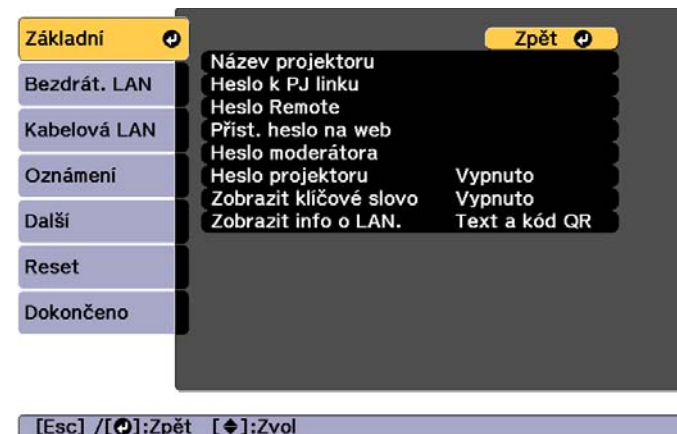 Základní
Zpět
Název projektoru
Bezdrát. LAN
Heslo k PJ linku
Heslo Remote
Kabelová LAN
Příst. heslo na web
Heslo moderátora
Oznámení
Heslo projektoru Vypnuto
Zobrazit klíčové slovo Vypnuto
Další
Zobrazit info o LAN. Text a kód QR
Reset
Dokončeno
[Esc] /[ ]:Zpět [ ]:Zvol